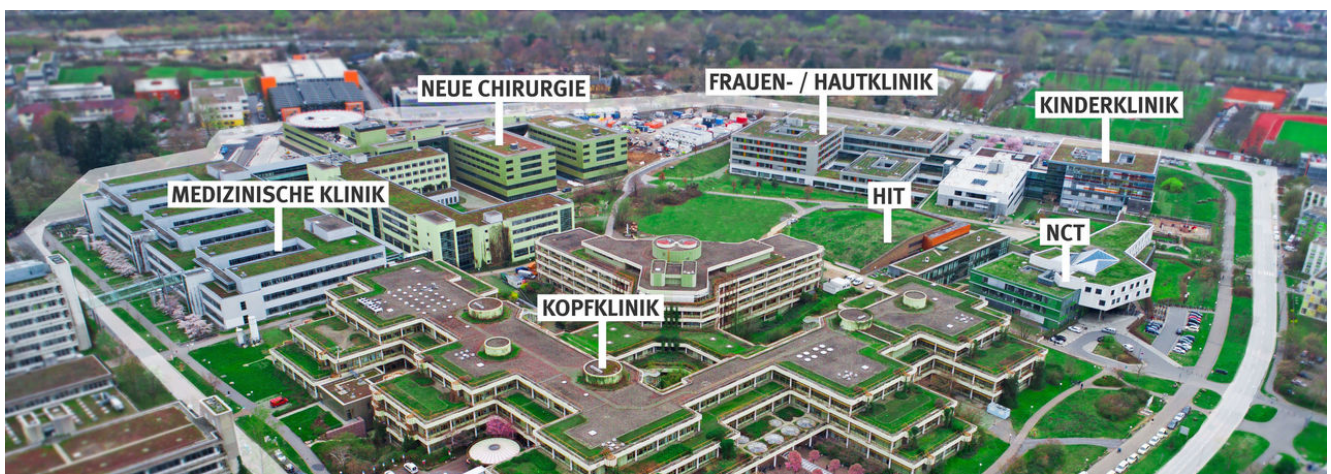 NEUE CHIRURGIE
FRAUEN- / HAUTKLINIK
KINDERKLINIK
MEDIZINISCHE KLINIK
HIT
NCT
KOPFKLINIK